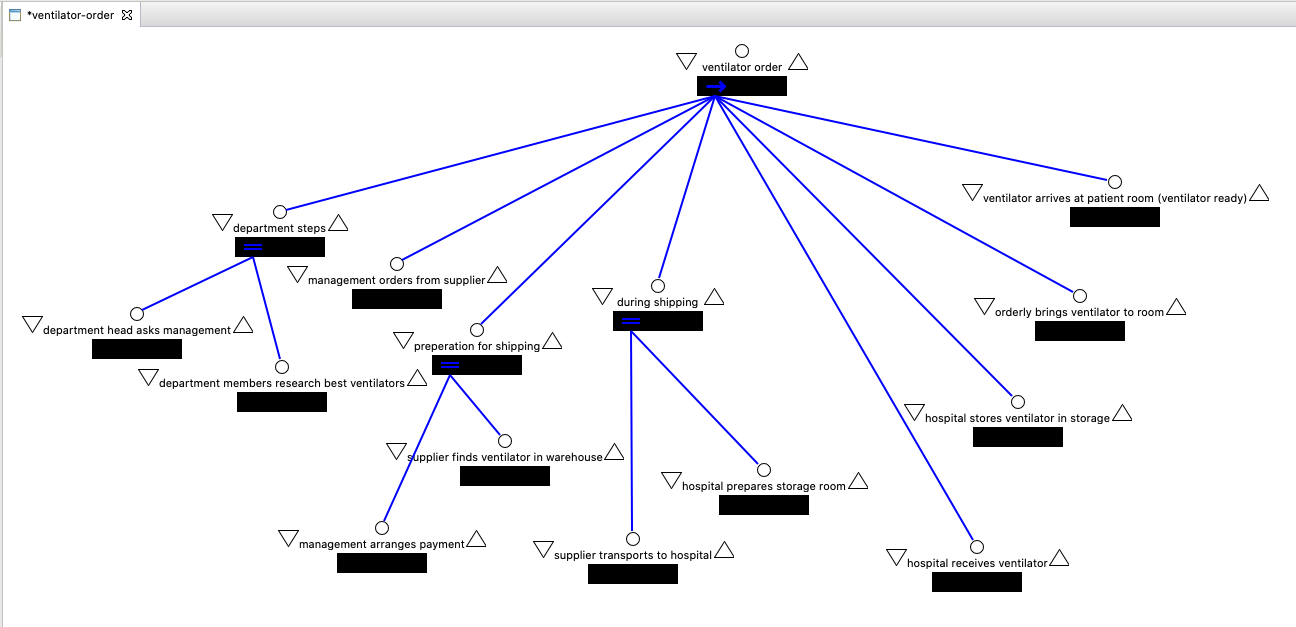 *ventilator-order
ventilator order
ventilator arrives at patient room (ventilator ready)
department steps
management orders from supplier
during shipping
orderly brings ventilator to room
department head asks management
preperation for shipping
department members research best ventilators
hospital stores ventilator in storage
supplier finds ventilator in warehouse
hospital prepares storage room
management arranges payment
supplier transports to hospital
hospital receives ventilator